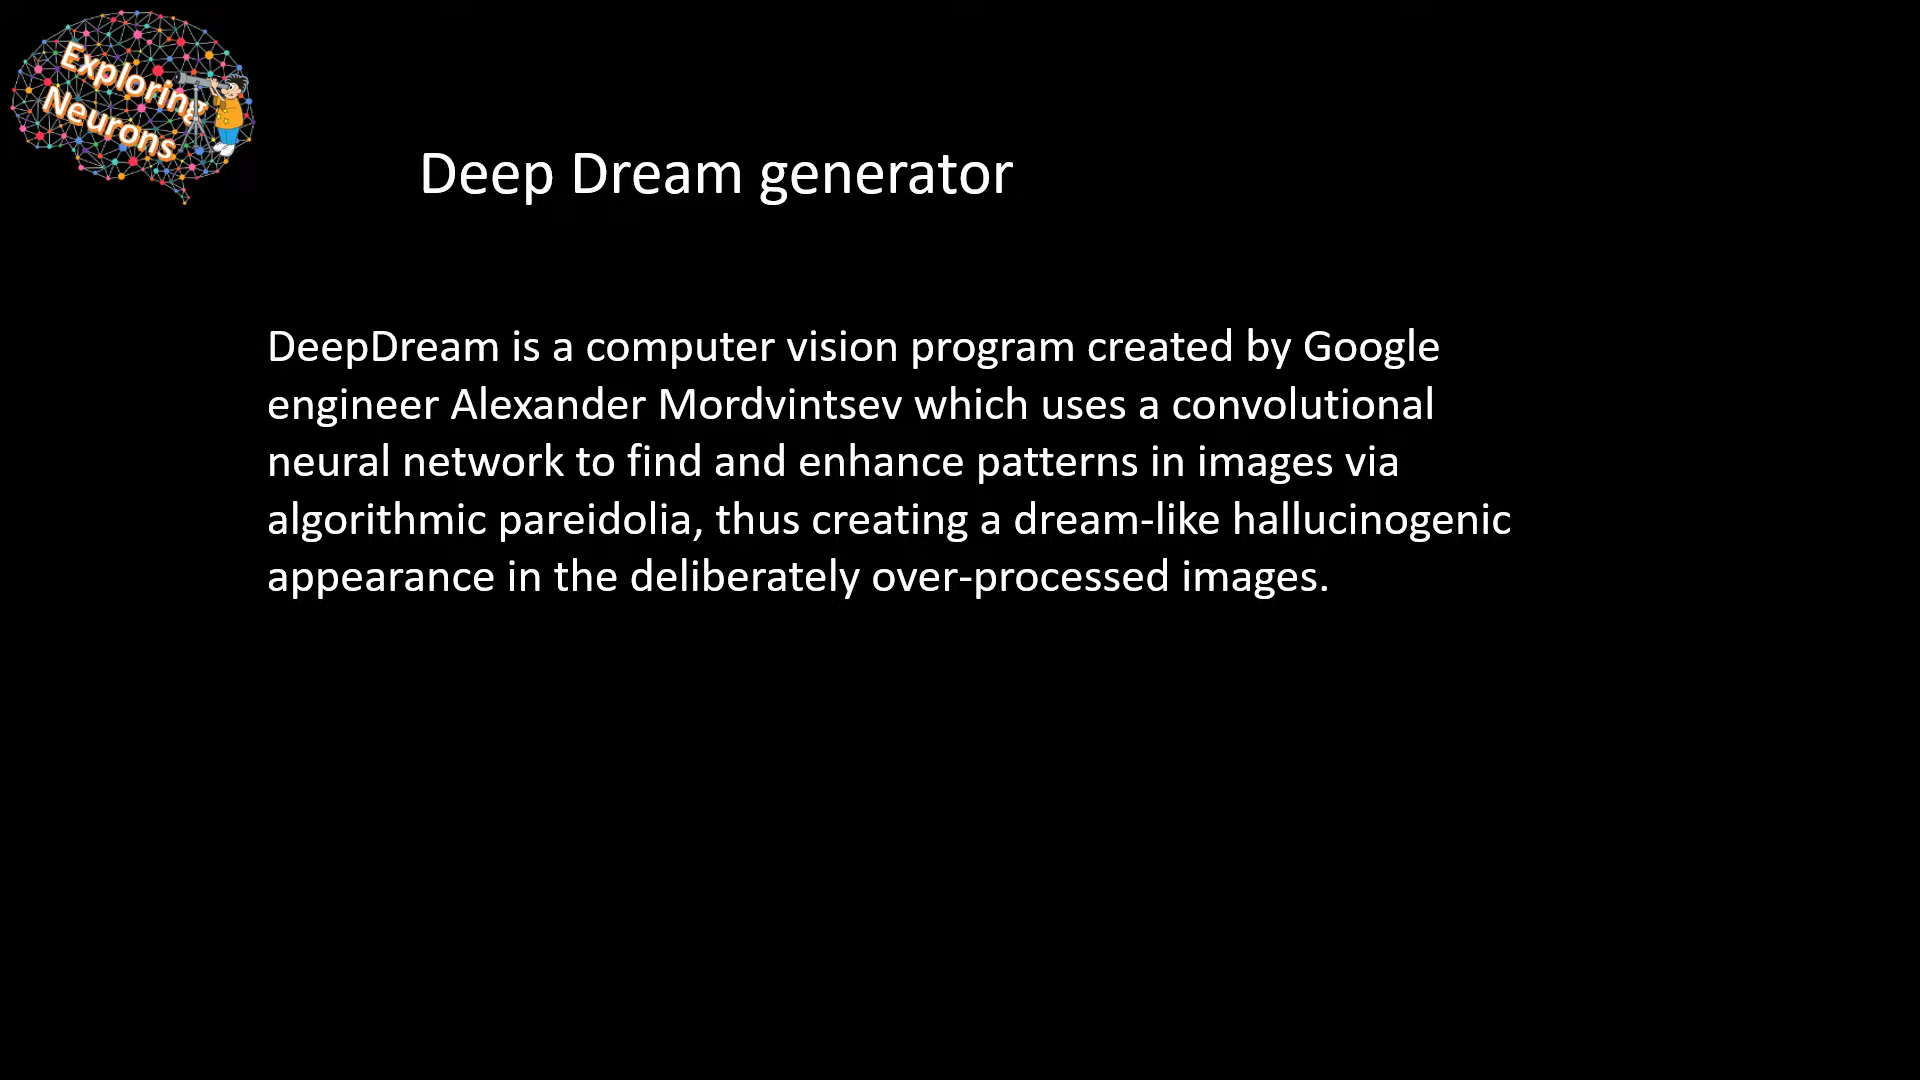 Exploring
Neurons
Deep Dream generator
DeepDream is a computer vision program created by Google
engineer Alexander Mordvintsev which uses a convolutional
neural network to find and enhance patterns in images via
algorithmic pareidolia, thus creating a dream-like hallucinogenic
appearance in the deliberately over-processed images.